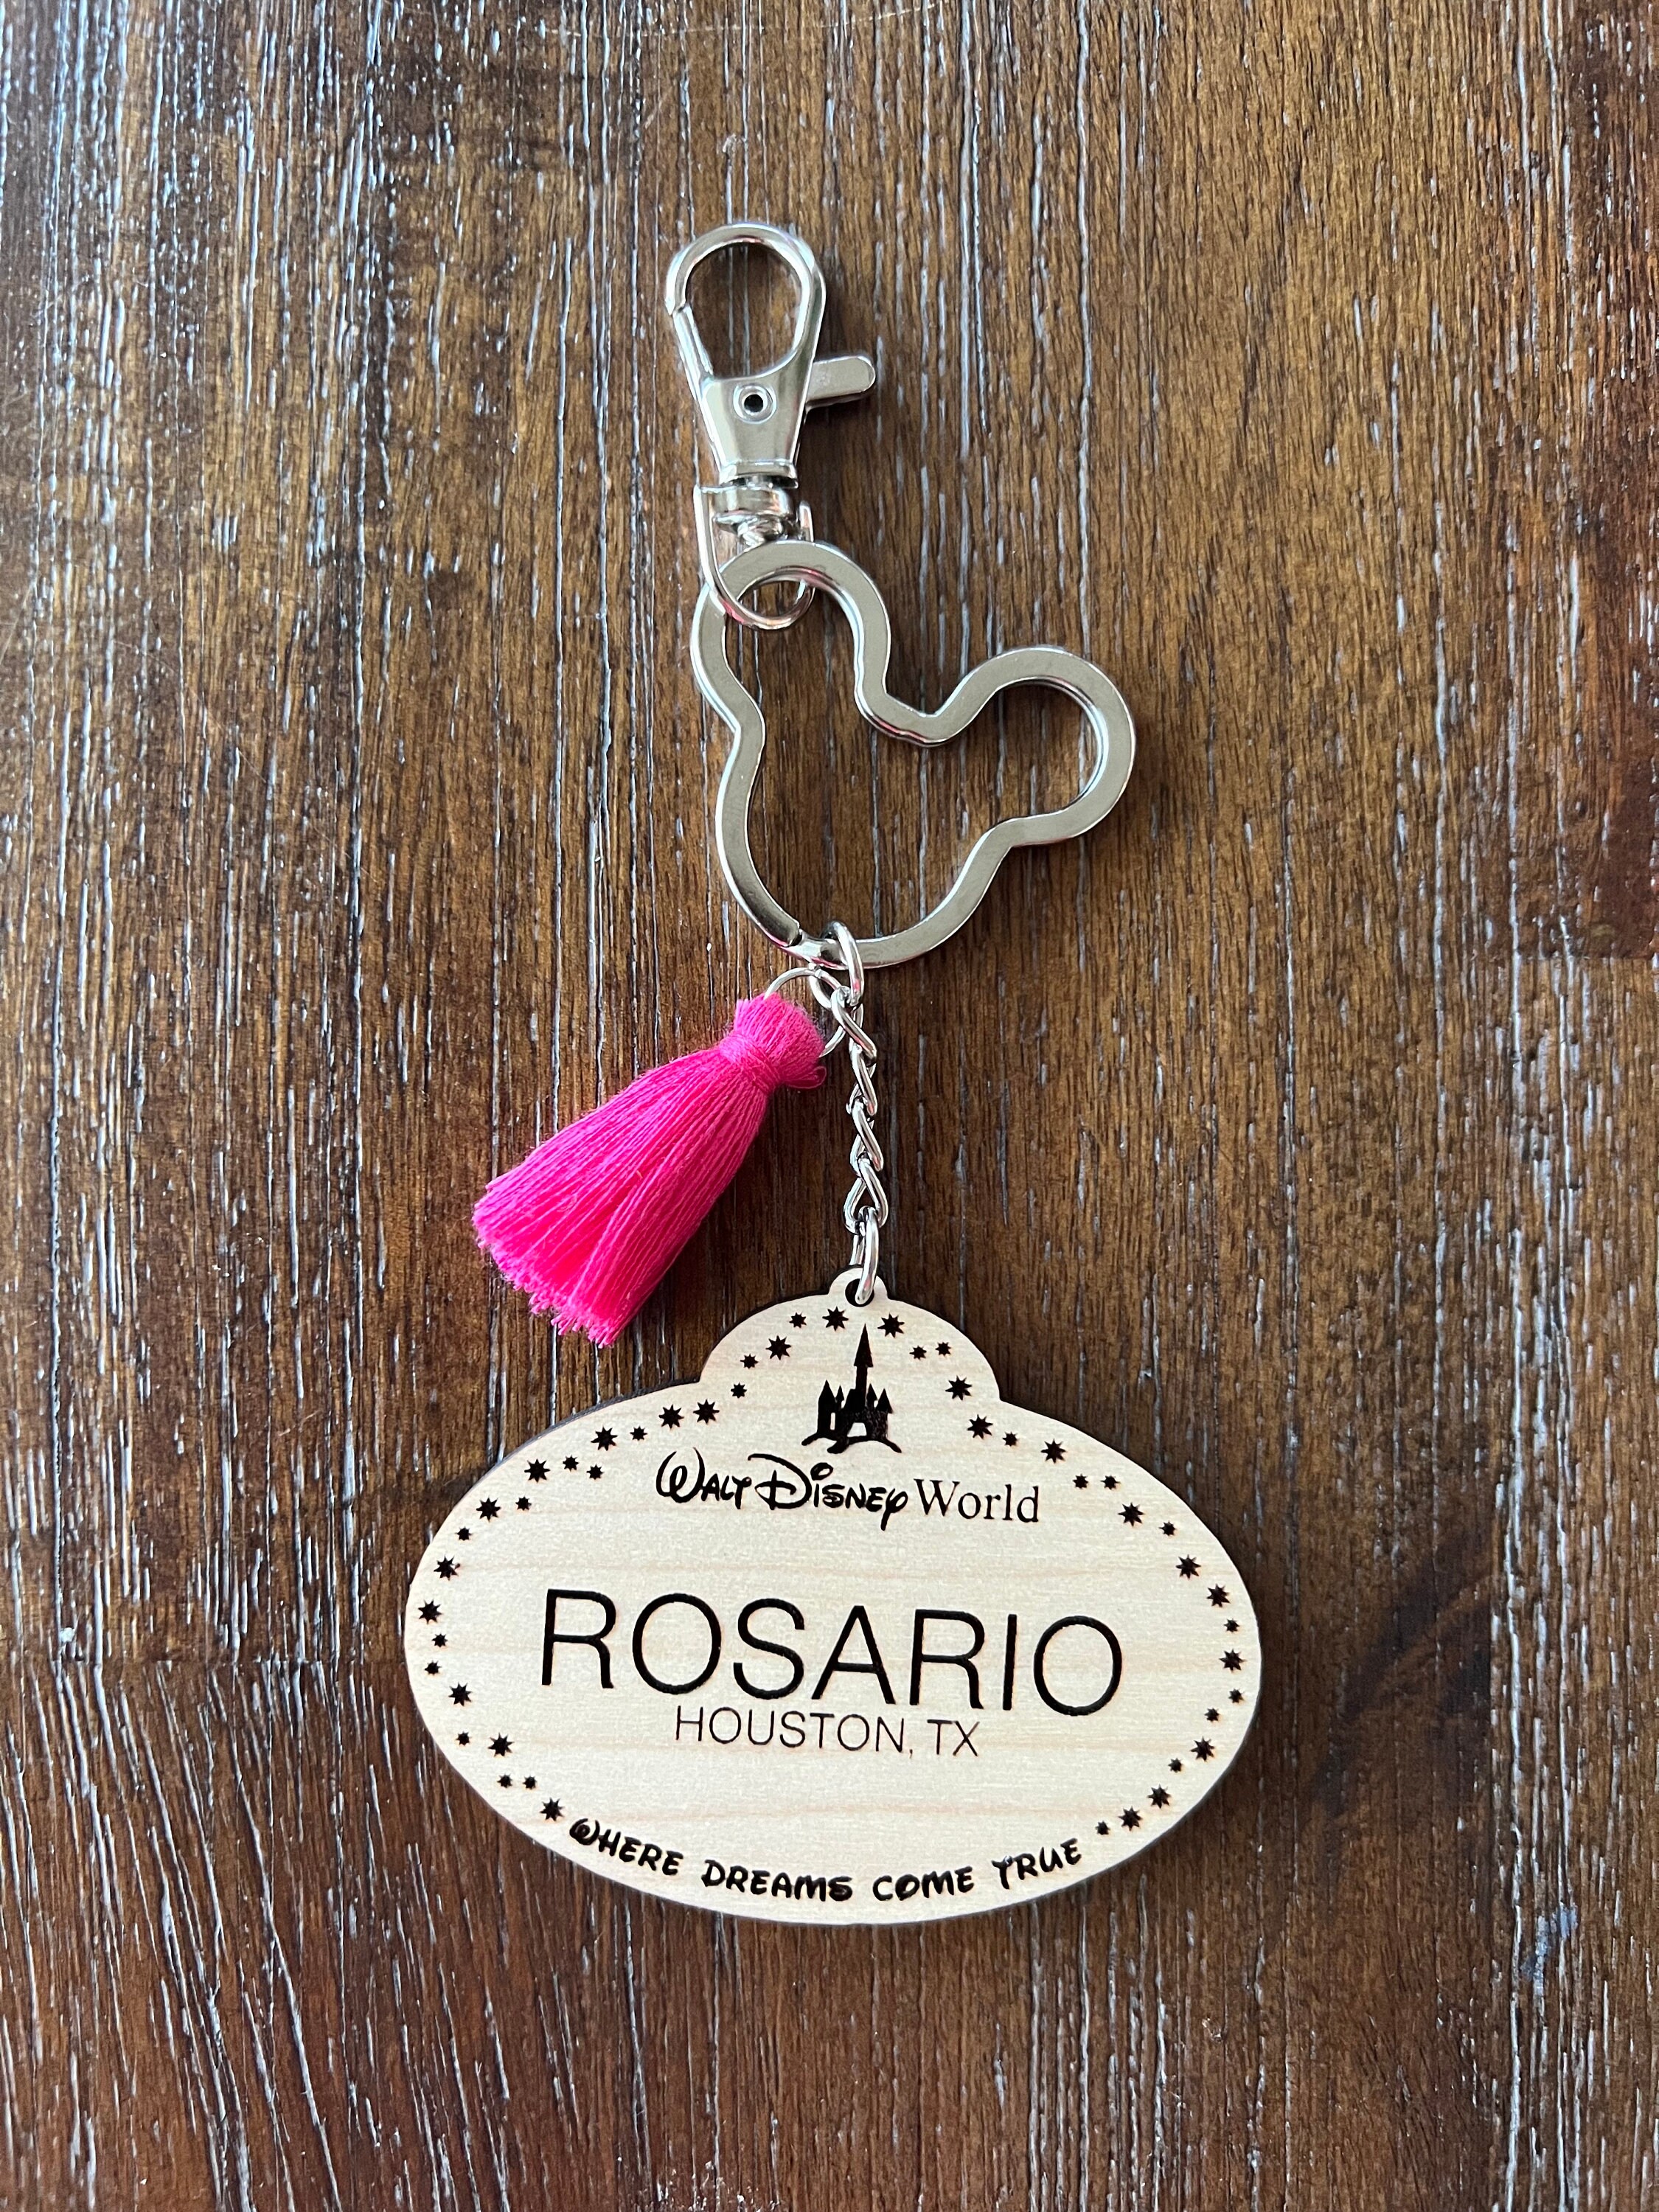 WALT DISNEY World
ROSARIO
HOUSTON, TX
WHERE DREAMS COME TRUE